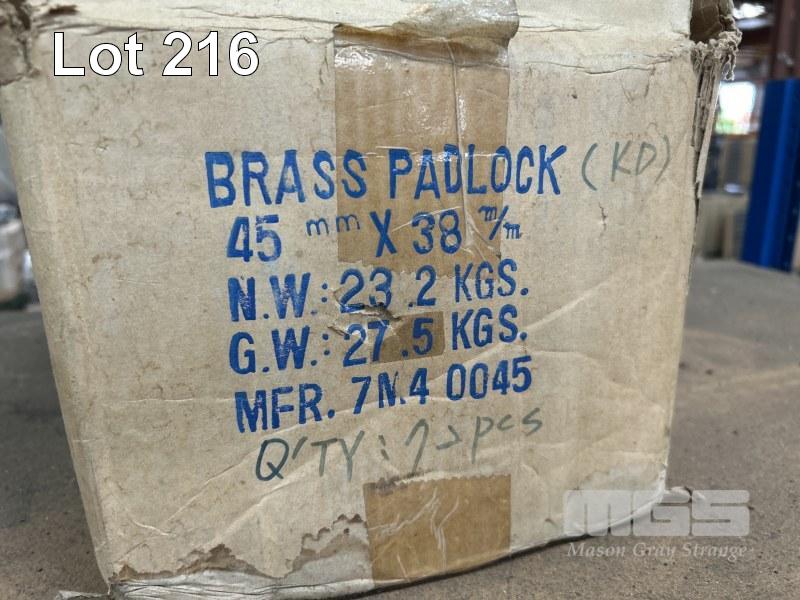 Lot 216
BRASS PADLOCK (KD)
45 mm X 38 m/m
N.W.: 23.2 KGS.
G.W.: 27.5 KGS.
MFR. 7N.4 0045
Q'TY: 72pcs
MGS
Mason Gray Strange